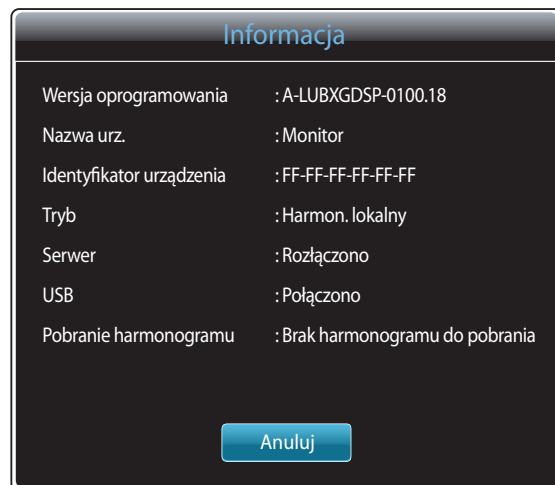 Informacja
Wersja oprogramowania : A-LUBXGDSP-0100.18
Nazwa urz. : Monitor
Identyfikator urządzenia : FF-FF-FF-FF-FF-FF
Tryb : Harmon. lokalny
Serwer : Rozłączono
USB : Połączono
Pobranie harmonogramu : Brak harmonogramu do pobrania
Anuluj